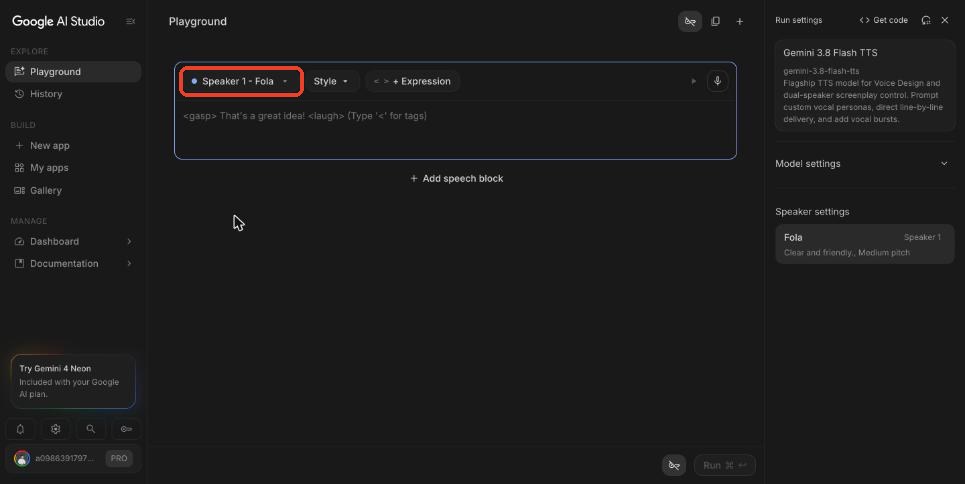 Google AI Studio
EXPLORE
Playground
History
BUILD
New app
My apps
Gallery
MANAGE
Dashboard
Documentation
Try Gemini 4 Neon
Included with your Google
AI plan.
a0986391797...
PRO
Playground
Speaker 1 - Fola
Style
< > + Expression
<gasp> That's a great idea! <laugh> (Type '<' for tags)
+ Add speech block
Run ⌘ ↩
Run settings
<> Get code
Gemini 3.8 Flash TTS
gemini-3.8-flash-tts
Flagship TTS model for Voice Design and
dual-speaker screenplay control. Prompt
custom vocal personas, direct line-by-line
delivery, and add vocal bursts.
Model settings
Speaker settings
Fola Speaker 1
Clear and friendly., Medium pitch